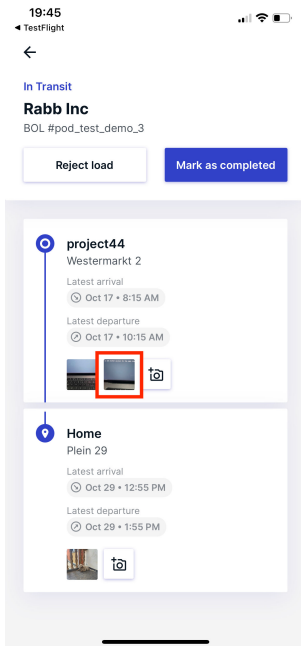 19:45
◀ TestFlight
In Transit
Rabb Inc
BOL #pod_test_demo_3
Reject load
Mark as completed
project44
Westermarkt 2
Latest arrival
Oct 17 • 8:15 AM
Latest departure
Oct 17 • 10:15 AM
Home
Plein 29
Latest arrival
Oct 29 • 12:55 PM
Latest departure
Oct 29 • 1:55 PM